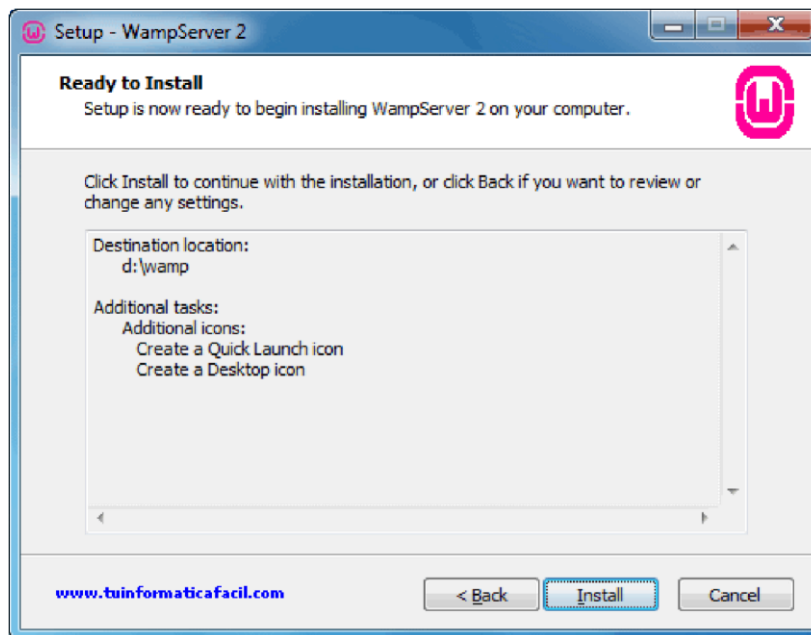 Setup - WampServer 2
Ready to Install
Setup is now ready to begin installing WampServer 2 on your computer.
Click Install to continue with the installation, or click Back if you want to review or
change any settings.
Destination location:
d:\wamp
Additional tasks:
Additional icons:
Create a Quick Launch icon
Create a Desktop icon
www.tuinformaticafacil.com
< Back
Install
Cancel